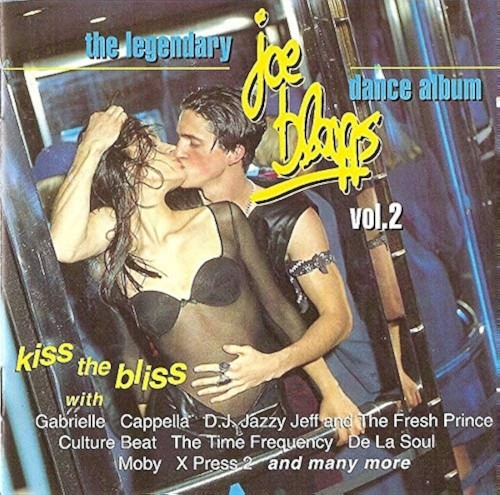 the legendary
joe
bloggs
dance album
vol.2
kiss the bliss
with
Gabrielle Cappella D.J. Jazzy Jeff and The Fresh Prince
Culture Beat The Time Frequency De La Soul
Moby X Press 2 and many more